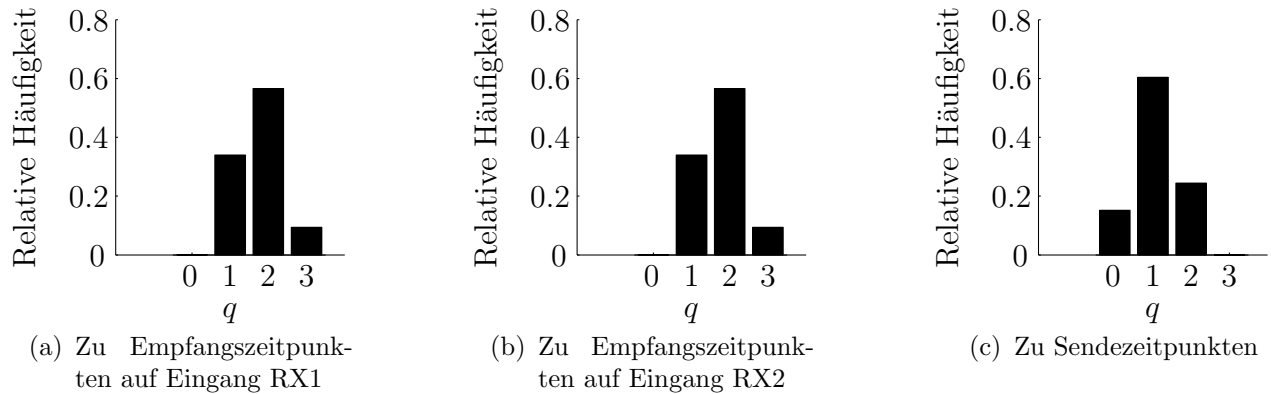 Relative Häufigkeit
0.8
0.6
0.4
0.2
0
0 1 2 3
q
(a) Zu Empfangszeitpunk-
ten auf Eingang RX1
Relative Häufigkeit
0.8
0.6
0.4
0.2
0
0 1 2 3
q
(b) Zu Empfangszeitpunk-
ten auf Eingang RX2
Relative Häufigkeit
0.8
0.6
0.4
0.2
0
0 1 2 3
q
(c) Zu Sendezeitpunkten